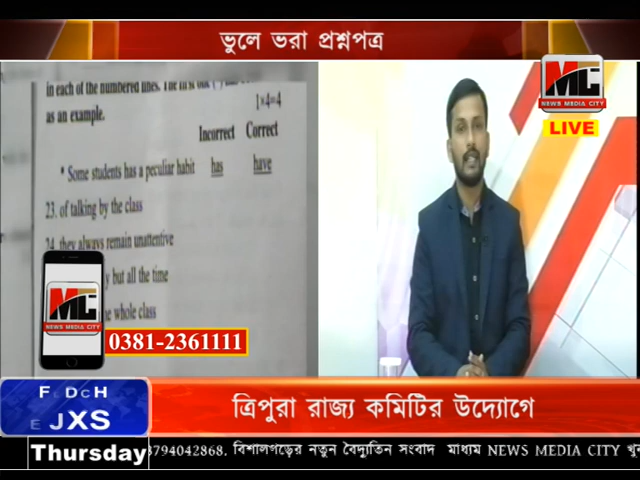 ভুলে ভরা প্রশ্নপত্র
MC
NEWS MEDIA CITY
LIVE
in each of the numbered lines. The first one
as an example.
1×4=4
Incorrect Correct
* Some students has a peculiar habit has have
23. of talking by the class
24. they always remain unattentive
y but all the time
e whole class
MC
NEWS MEDIA CITY
0381-2361111
ত্রিপুরা রাজ্য কমিটির উদ্যোগে
JXS
Thursday
3794042868. বিশালগড়ের নতুন বৈদ্যুতিন সংবাদ মাধ্যম NEWS MEDIA CITY খুব